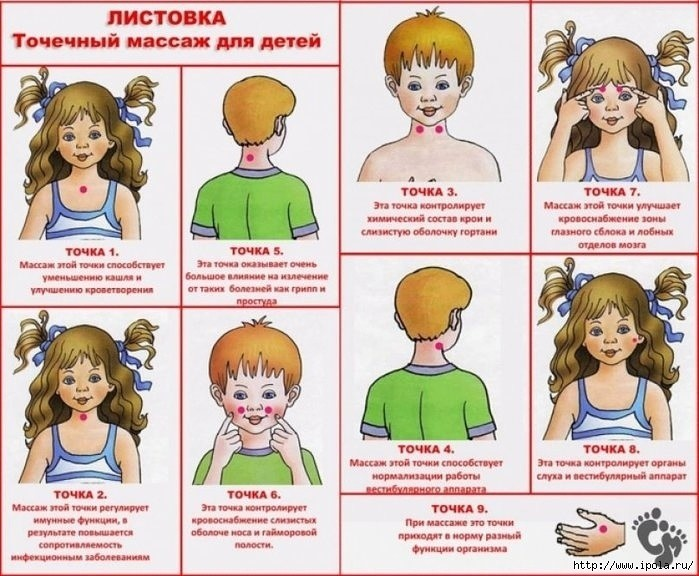 ЛИСТОВКА
Точечный массаж для детей
ТОЧКА 1.
Массаж этой точки способствует
уменьшению кашля и
улучшению кроветворения
ТОЧКА 5.
Эта точка оказывает очень
большое влияние на излечение
от таких  болезней как грипп и
простуда
ТОЧКА 3.
Эта точка контролирует
химический состав крои и
слизистую оболочку гортани
ТОЧКА 7.
Массаж этой точки улучшает
кровоснабжение зоны
глазного сблока и лобных
отделов мозга
ТОЧКА 2.
Массаж этой точки регулирует
имунные функции, в
результате повышается
сопротивляемость
инфекционным заболеваниям
ТОЧКА 6.
Эта точка контролирует
кровоснабжение слизистых
оболоче носа и гайморовой
полости.
ТОЧКА 4.
Массаж этой точки способствует
нормализации работы
вестибулярного аппарата
ТОЧКА 8.
Эта точка контролирует органы
слуха и вестибулярный аппарат
ТОЧКА 9.
При массаже это точки
приходят в норму разный
функции организма
http://www.ipola.ru/